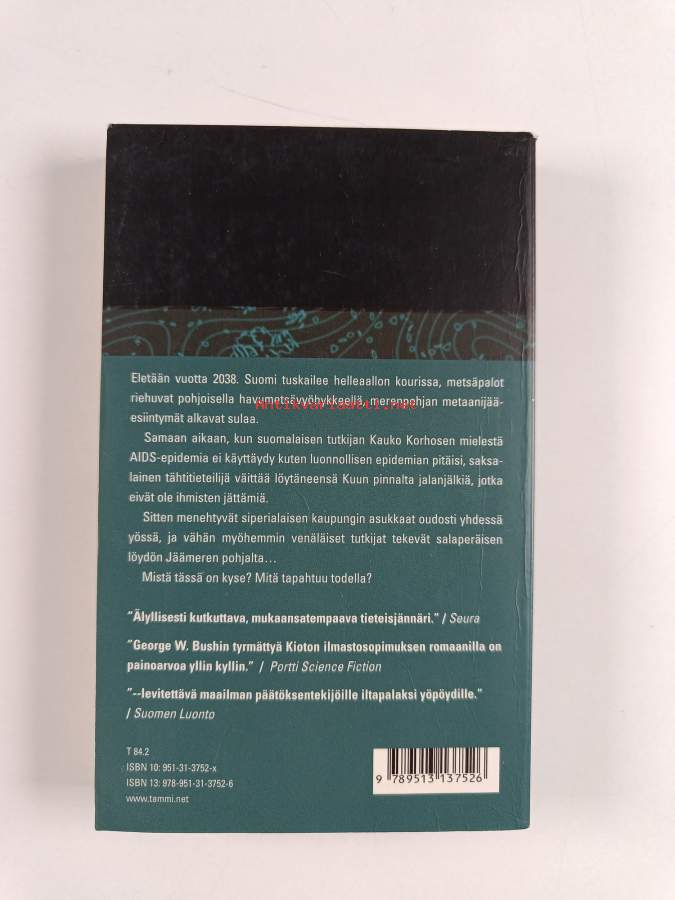 Eletään vuotta 2038. Suomi tuskailee helleaallon kourissa, metsäpalot
riehuvat pohjoisella havumetsävyöhykkeellä, merenpohjan metaanijää-
Antikvariaatti.net
esiintymät alkavat sulaa.
Samaan aikaan, kun suomalaisen tutkijan Kauko Korhosen mielestä
AIDS-epidemia ei käyttäydy kuten luonnollisen epidemian pitäisi, saksa-
lainen tähtitieteilijä väittää löytäneensä Kuun pinnalta jalanjälkiä, jotka
eivät ole ihmisten jättämiä.
Sitten menehtyvät siperialaisen kaupungin asukkaat oudosti yhdessä
yössä, ja vähän myöhemmin venäläiset tutkijat tekevät salaperäisen
löydön Jäämeren pohjalta...
Mistä tässä on kyse? Mitä tapahtuu todella?
"Älyllisesti kutkuttava, mukaansatempaava tieteisjännäri." / Seura
"George W. Bushin tyrmättyä Kioton ilmastosopimuksen romaanilla on
painoarvoa yllin kyllin." / Portti Science Fiction
"--levitettävä maailman päätöksentekijöille iltapalaksi yöpöydille."
/ Suomen Luonto
T 84.2
ISBN 10: 951-31-3752-x
ISBN 13: 978-951-31-3752-6
www.tammi.net
9 789513 137526